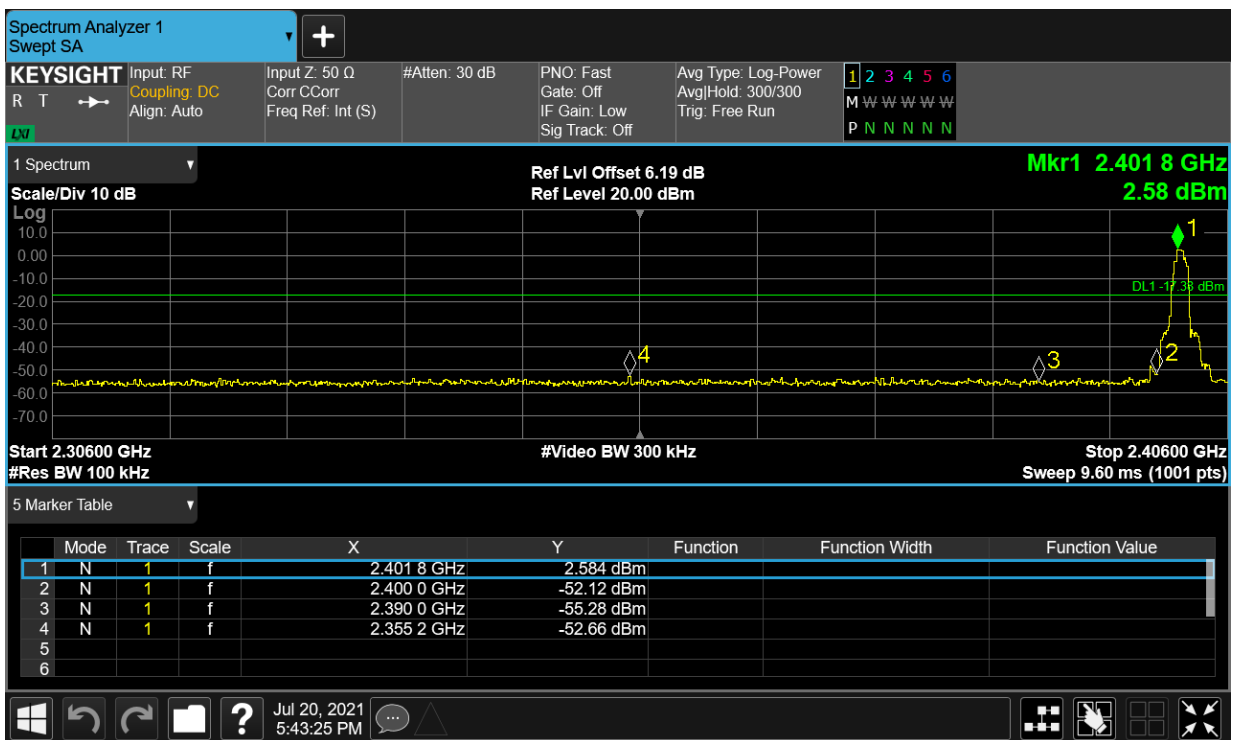 Spectrum Analyzer 1
Swept SA
+
KEYSIGHT Input: RF Input Z: 50 Ω #Atten: 30 dB PNO: Fast Avg Type: Log-Power 1 2 3 4 5 6
R T Coupling: DC Corr CCorr Gate: Off Avg|Hold: 300/300 M W W W W W
Align: Auto Freq Ref: Int (S) IF Gain: Low Trig: Free Run
LXI Sig Track: Off P N N N N N
1 Spectrum Mkr1 2.401 8 GHz
Ref Lvl Offset 6.19 dB
Scale/Div 10 dB Ref Level 20.00 dBm 2.58 dBm
Log
1
10.0
0.00
-10.0
DL1 -17.38 dBm
-20.0
-30.0
-40.0
4 3 2
-50.0
-60.0
-70.0
Start 2.30600 GHz #Video BW 300 kHz Stop 2.40600 GHz
#Res BW 100 kHz Sweep 9.60 ms (1001 pts)
5 Marker Table
Mode Trace Scale X Y Function Function Width Function Value
1 N 1 f 2.401 8 GHz 2.584 dBm
2 N 1 f 2.400 0 GHz -52.12 dBm
3 N 1 f 2.390 0 GHz -55.28 dBm
4 N 1 f 2.355 2 GHz -52.66 dBm
5
6
? Jul 20, 2021
5:43:25 PM